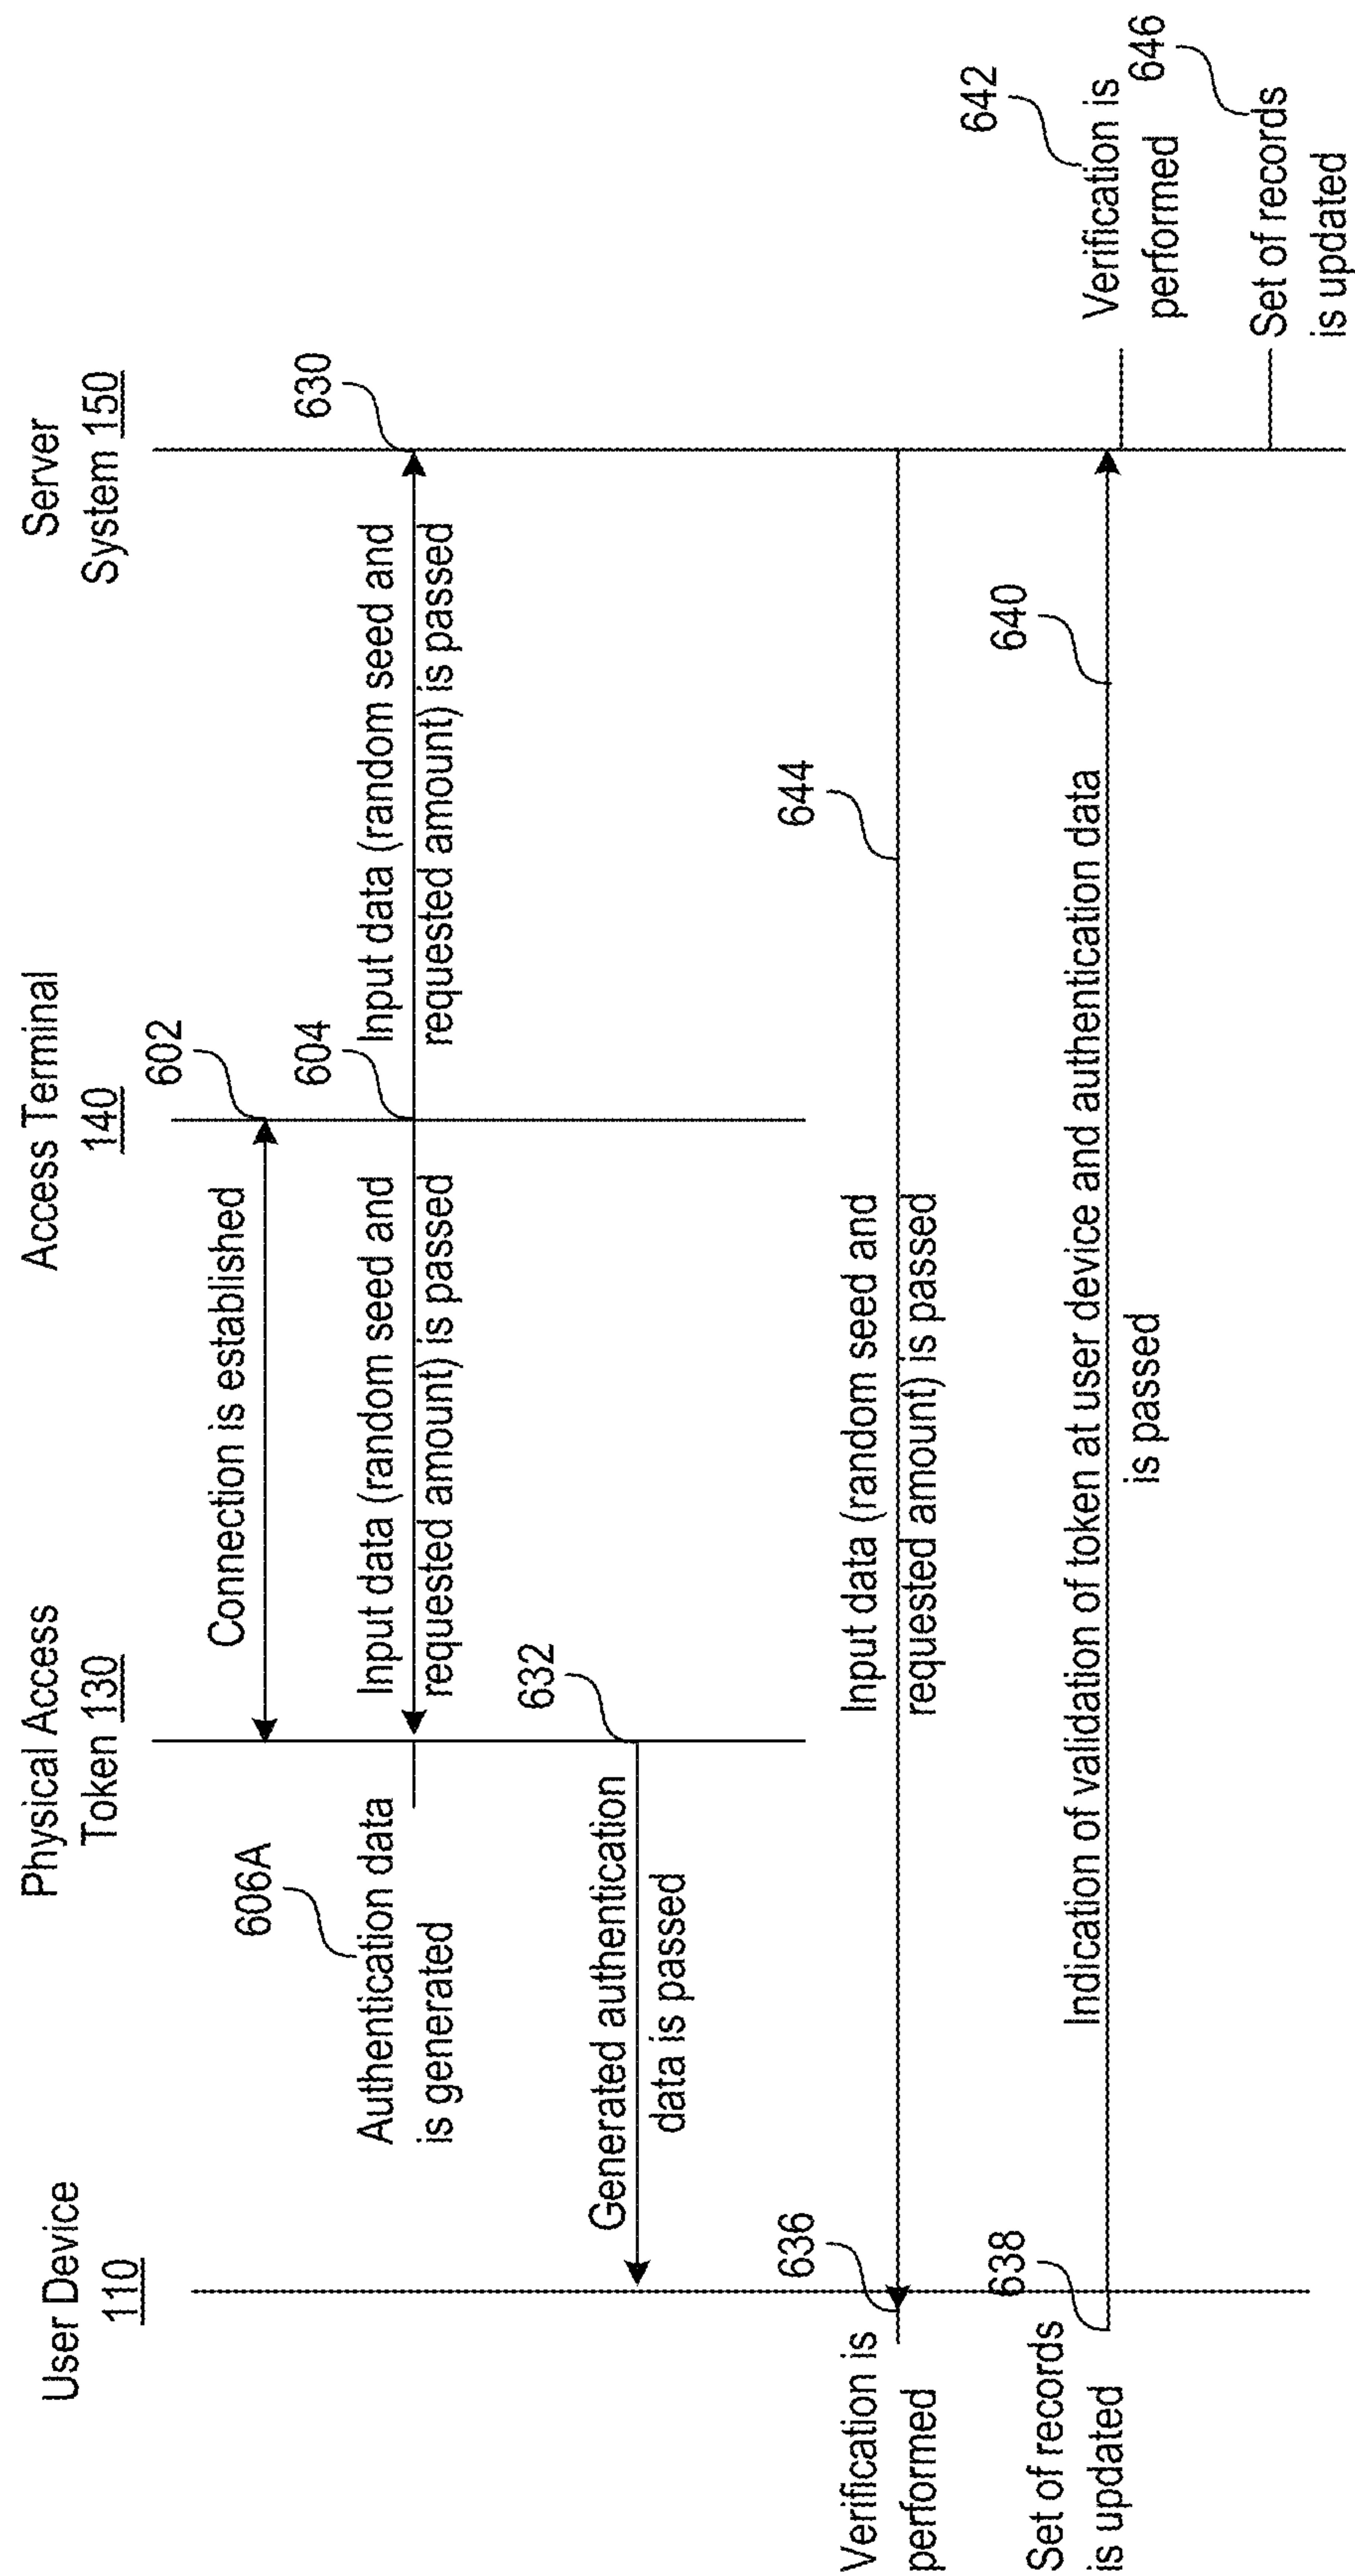 User Device
110
Physical Access
Token 130
Access Terminal
140
Server
System 150
602
Connection is established
606A
Authentication data
is generated
604
Input data (random seed and
requested amount) is passed
630
Input data (random seed and
requested amount) is passed
632
Generated authentication
data is passed
636
Verification is
performed
644
Input data (random seed and
requested amount) is passed
638
Set of records
is updated
640
Indication of validation of token at user device and authentication data
is passed
642
Verification is
performed
646
Set of records
is updated